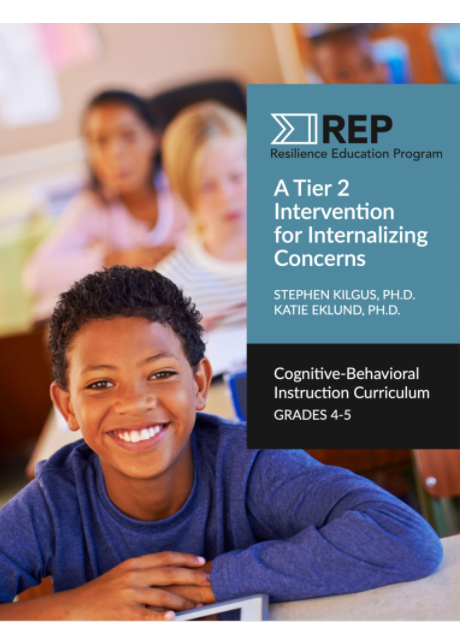 REP
Resilience Education Program
A Tier 2
Intervention
for Internalizing
Concerns
STEPHEN KILGUS, PH.D.
KATIE EKLUND, PH.D.
Cognitive-Behavioral
Instruction Curriculum
GRADES 4-5